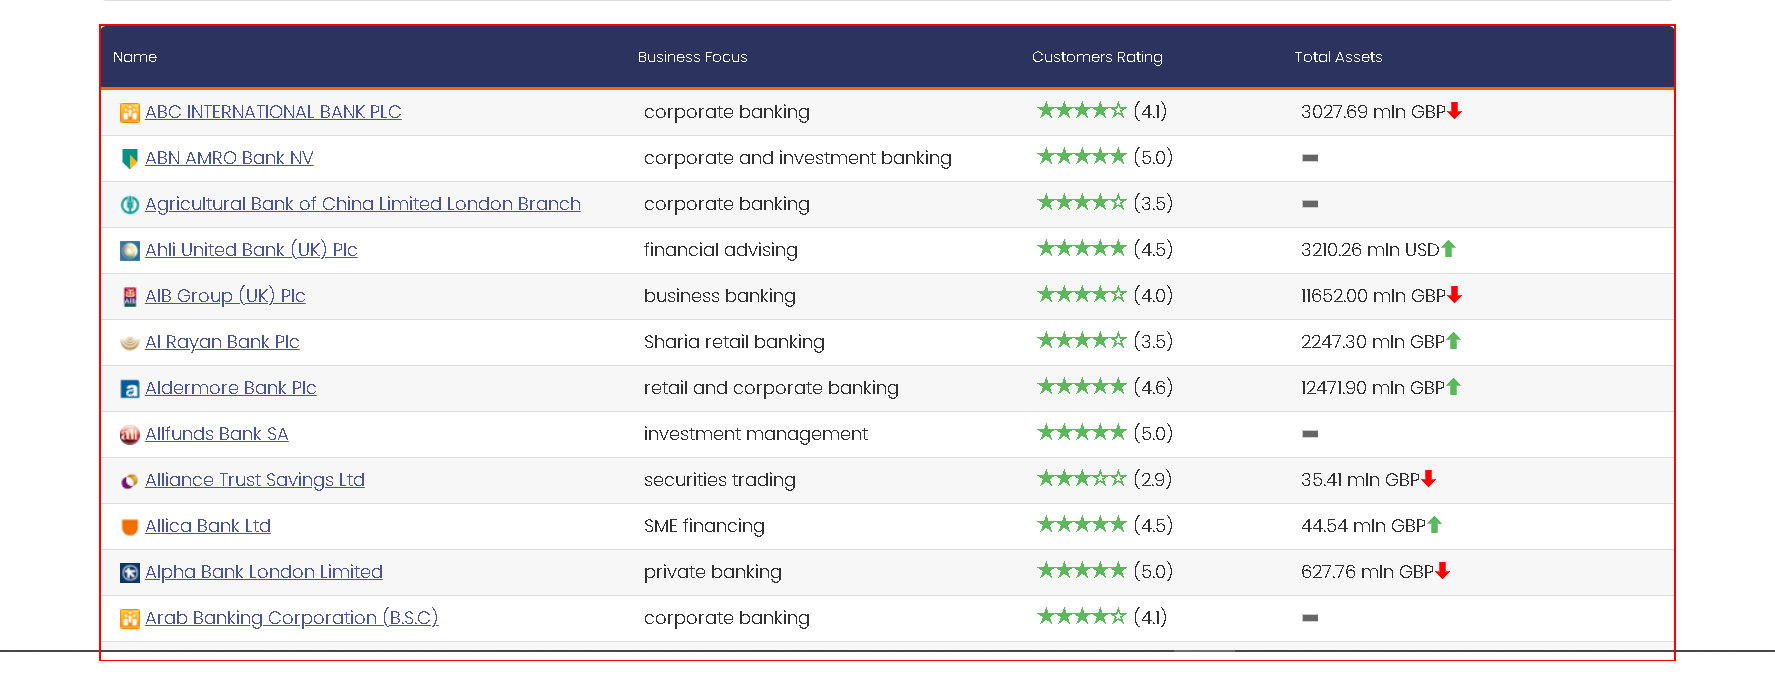 Name Business Focus Customers Rating Total Assets
ABC INTERNATIONAL BANK PLC corporate banking (4.1) 3027.69 mln GBP
ABN AMRO Bank NV corporate and investment banking (5.0)
Agricultural Bank of China Limited London Branch corporate banking (3.5)
Ahli United Bank (UK) Plc financial advising (4.5) 3210.26 mln USD
AIB Group (UK) Plc business banking (4.0) 11652.00 mln GBP
Al Rayan Bank Plc Sharia retail banking (3.5) 2247.30 mln GBP
Aldermore Bank Plc retail and corporate banking (4.6) 12471.90 mln GBP
Allfunds Bank SA investment management (5.0)
Alliance Trust Savings Ltd securities trading (2.9) 35.41 mln GBP
Allica Bank Ltd SME financing (4.5) 44.54 mln GBP
Alpha Bank London Limited private banking (5.0) 627.76 mln GBP
Arab Banking Corporation (B.S.C) corporate banking (4.1)